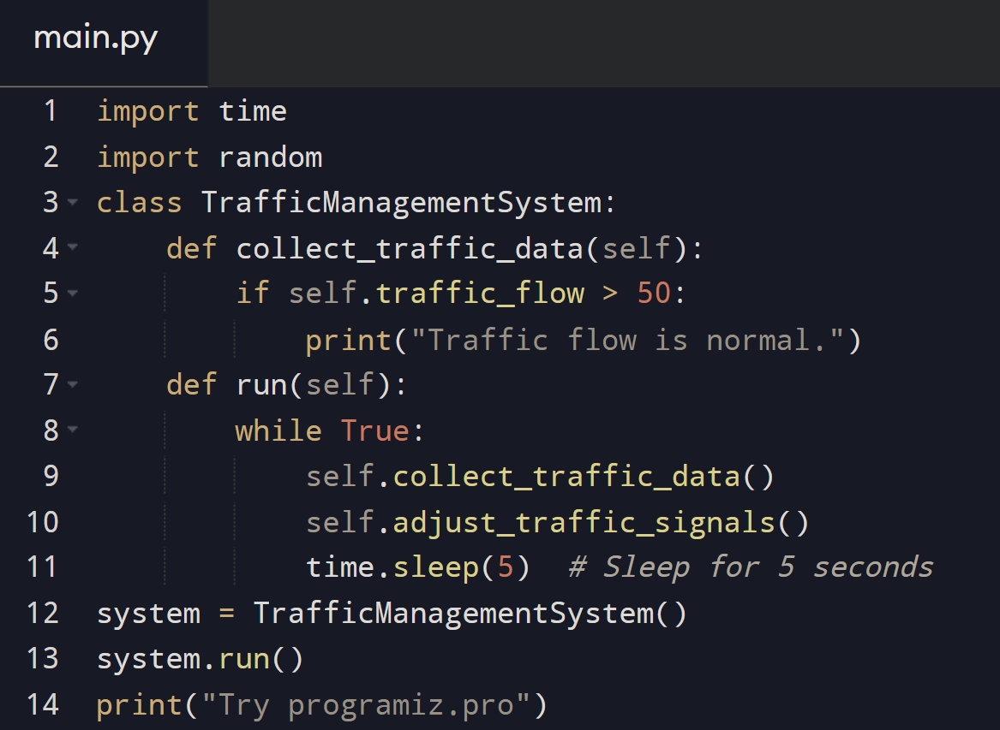 main.py
1 import time
2 import random
3 class TrafficManagementSystem:
4     def collect_traffic_data(self):
5         if self.traffic_flow > 50:
6             print("Traffic flow is normal.")
7     def run(self):
8         while True:
9             self.collect_traffic_data()
10             self.adjust_traffic_signals()
11             time.sleep(5)  # Sleep for 5 seconds
12 system = TrafficManagementSystem()
13 system.run()
14 print("Try programiz.pro")